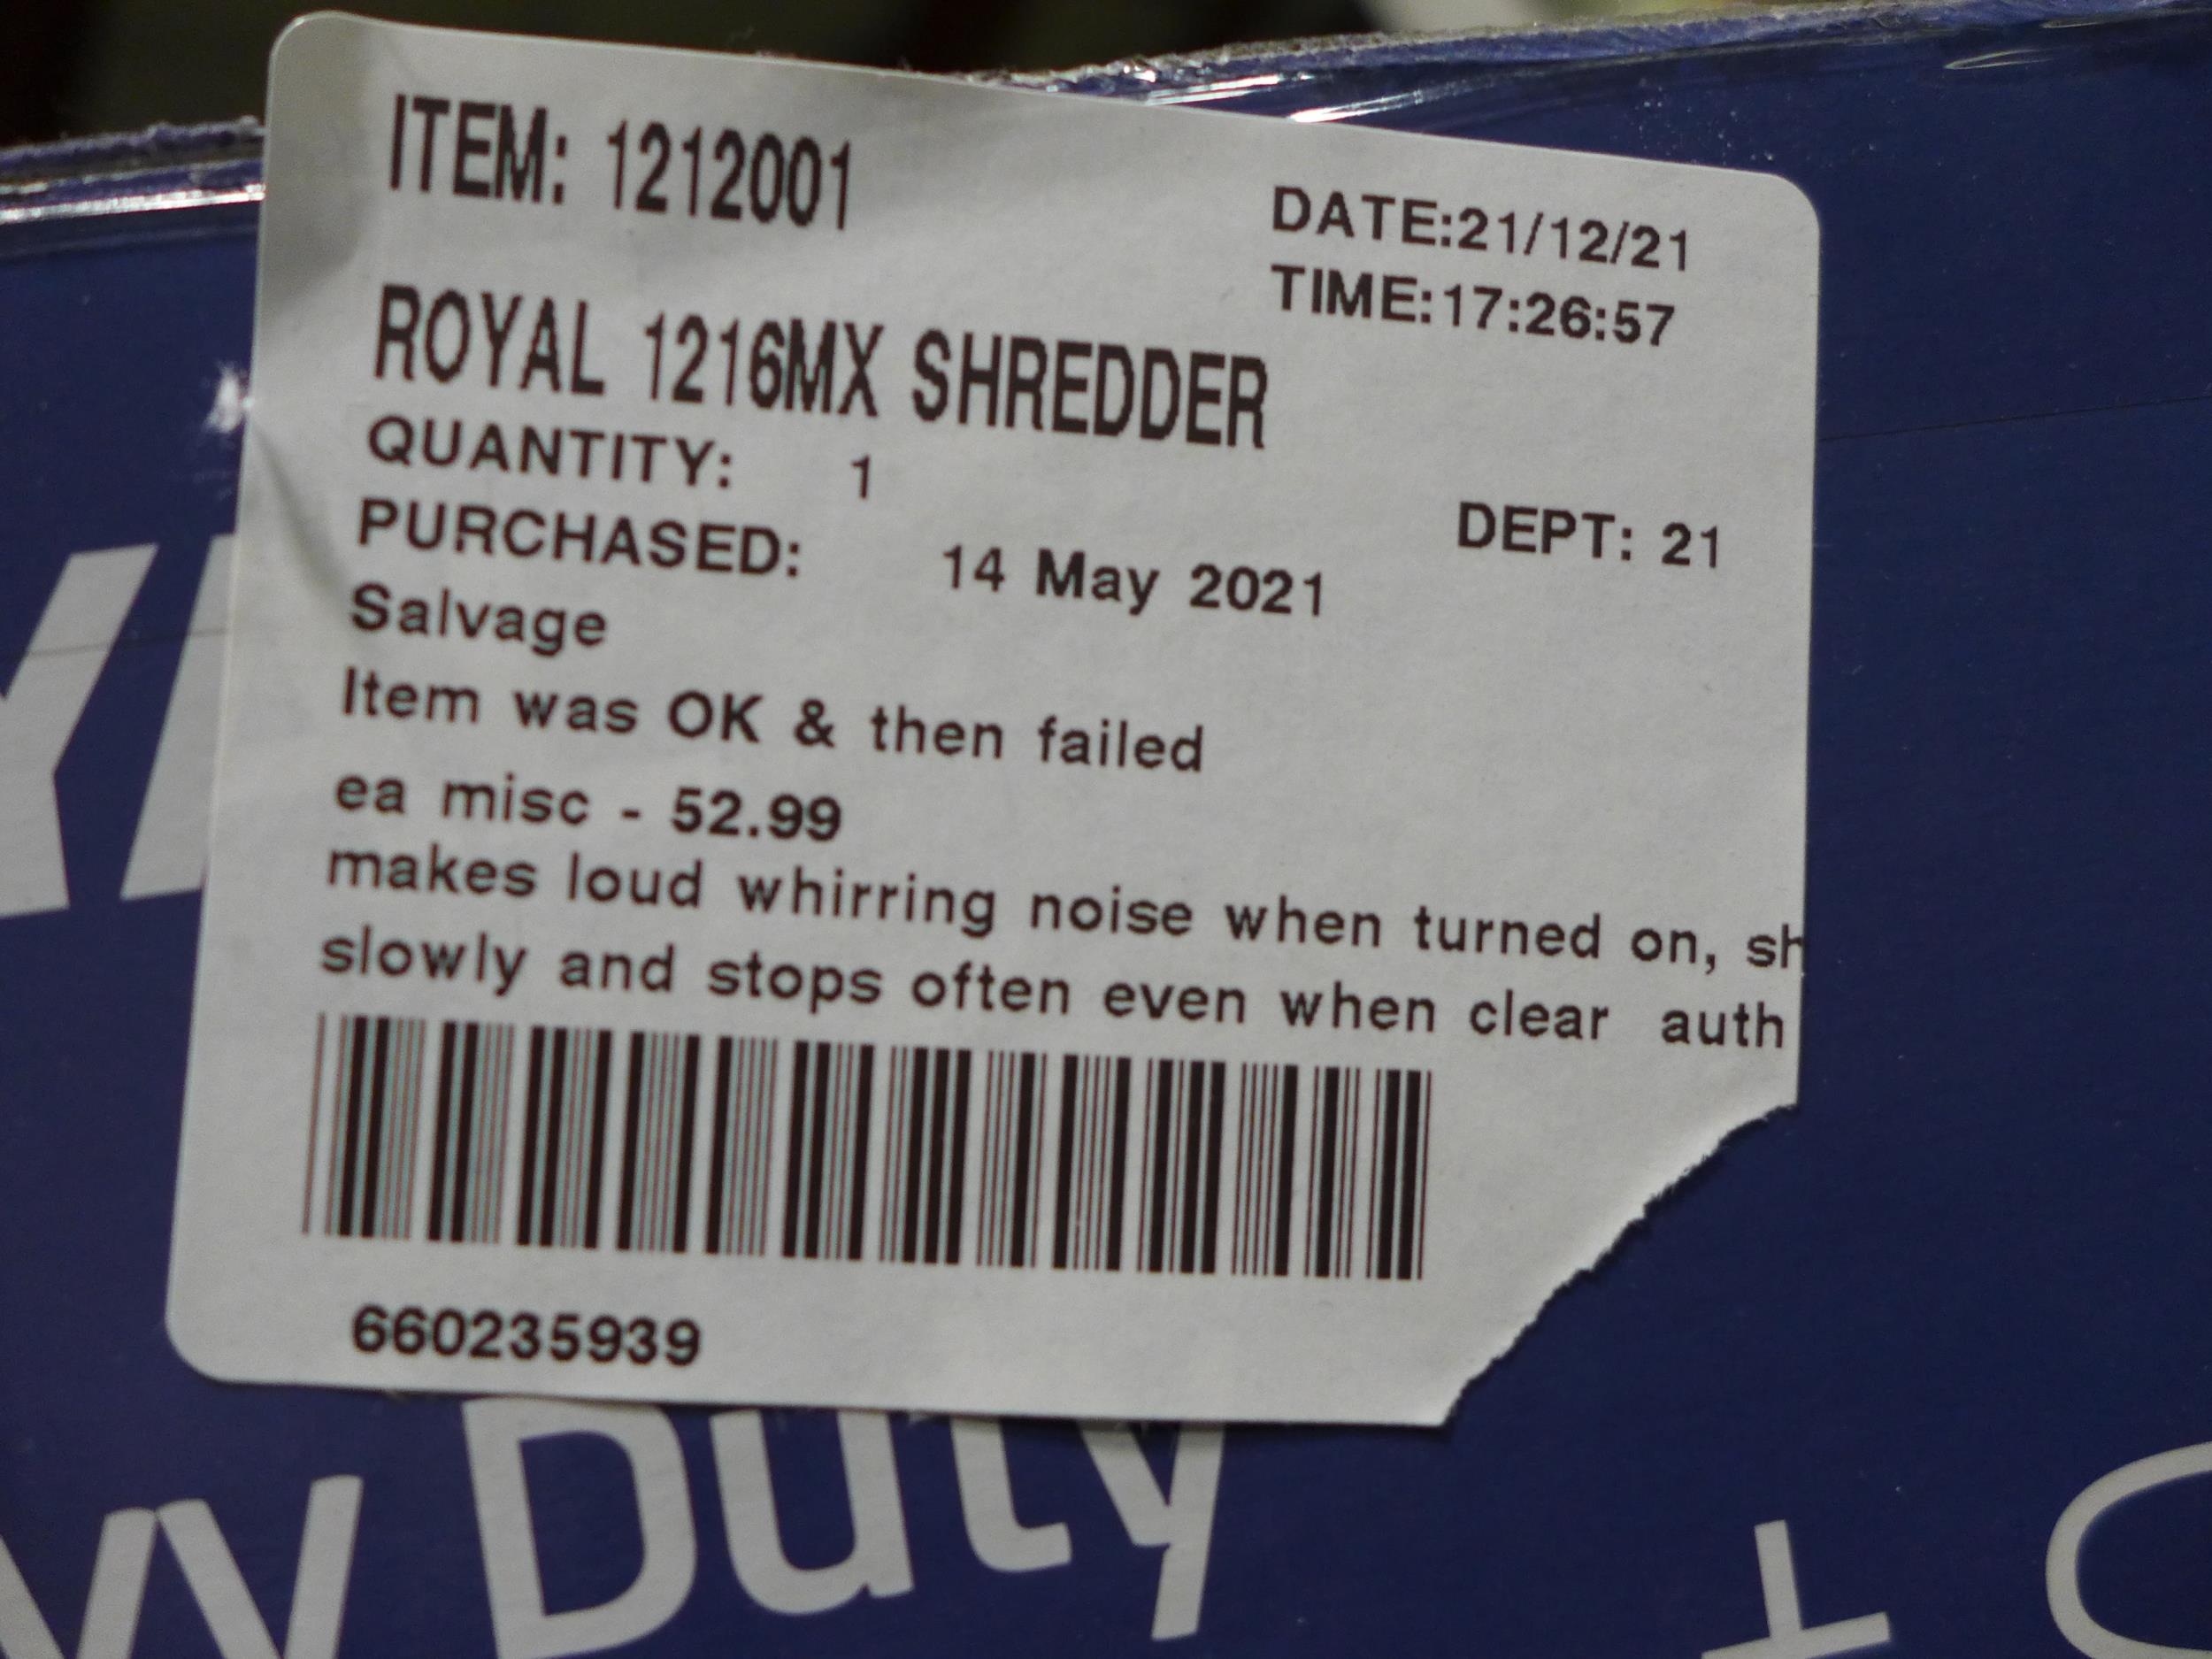 ITEM: 1212001
DATE:21/12/21
TIME:17:26:57
ROYAL 1216MX SHREDDER
QUANTITY: 1
DEPT: 21
PURCHASED: 14 May 2021
Salvage
Item was OK & then failed
ea misc - 52.99
makes loud whirring noise when turned on, sh
slowly and stops often even when clear auth
660235939
Duty